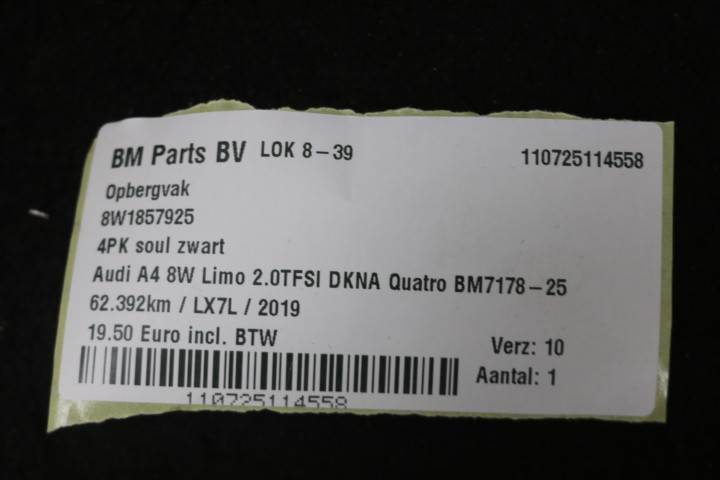 BM Parts BV LOK 8-39 110725114558
Opbergvak
8W1857925
4PK soul zwart
Audi A4 8W Limo 2.0TFSI DKNA Quatro BM7178-25
62.392km / LX7L / 2019
19.50 Euro incl. BTW
Verz: 10
Aantal: 1
110725114558